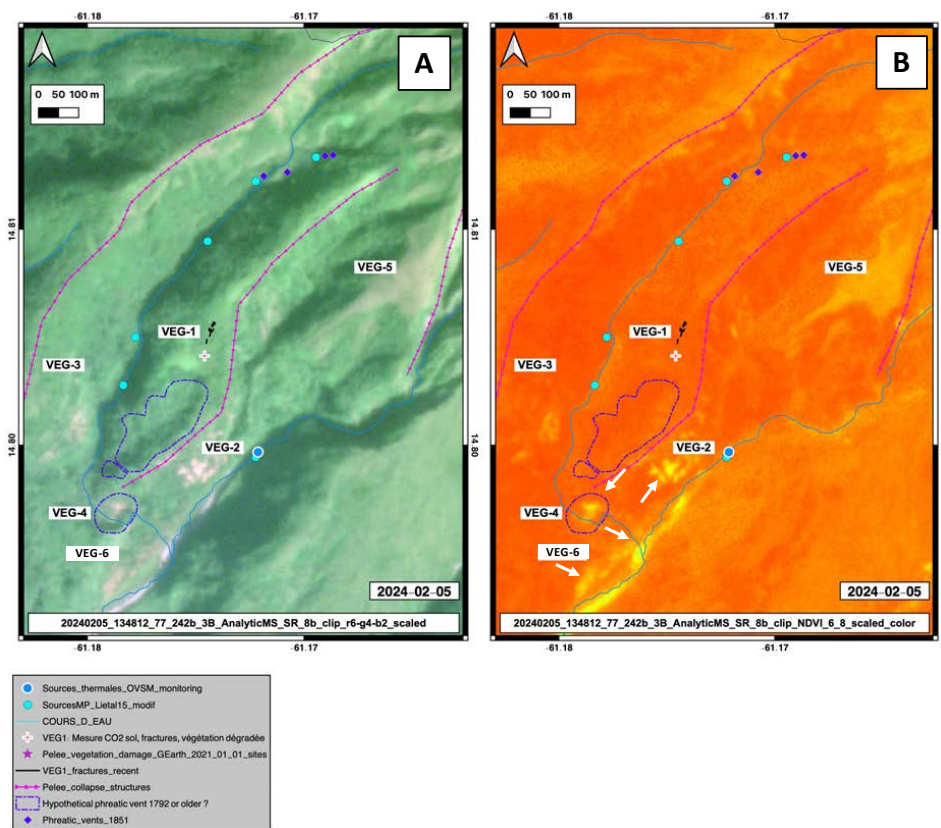 -61.18
-61.17
A
0 50 100 m
14.81
VEG-5
VEG-1
VEG-3
14.80
VEG-2
VEG-4
VEG-6
2024-02-05
20240205_134812_77_242b_3B_AnalyticMS_SR_8b_clip_r6-g4-b2_scaled
-61.18
-61.17
-61.18
-61.17
B
0 50 100 m
14.81
VEG-5
VEG-1
VEG-3
14.80
VEG-2
VEG-4
VEG-6
2024-02-05
20240205_134812_77_242b_3B_AnalyticMS_SR_8b_clip_NDVI_6_8_scaled_color
-61.18
-61.17
Sources_thermales_OVSM_monitoring
SourcesMP_Lietal15_modif
COURS_D_EAU
VEG1: Mesure CO2 sol, fractures, végétation dégradée
Pelee_vegetation_damage_GEarth_2021_01_01_sites
VEG1_fractures_recent
Pelee_collapse_structures
Hypothetical phreatic vent 1792 or older ?
Phreatic_vents_1851